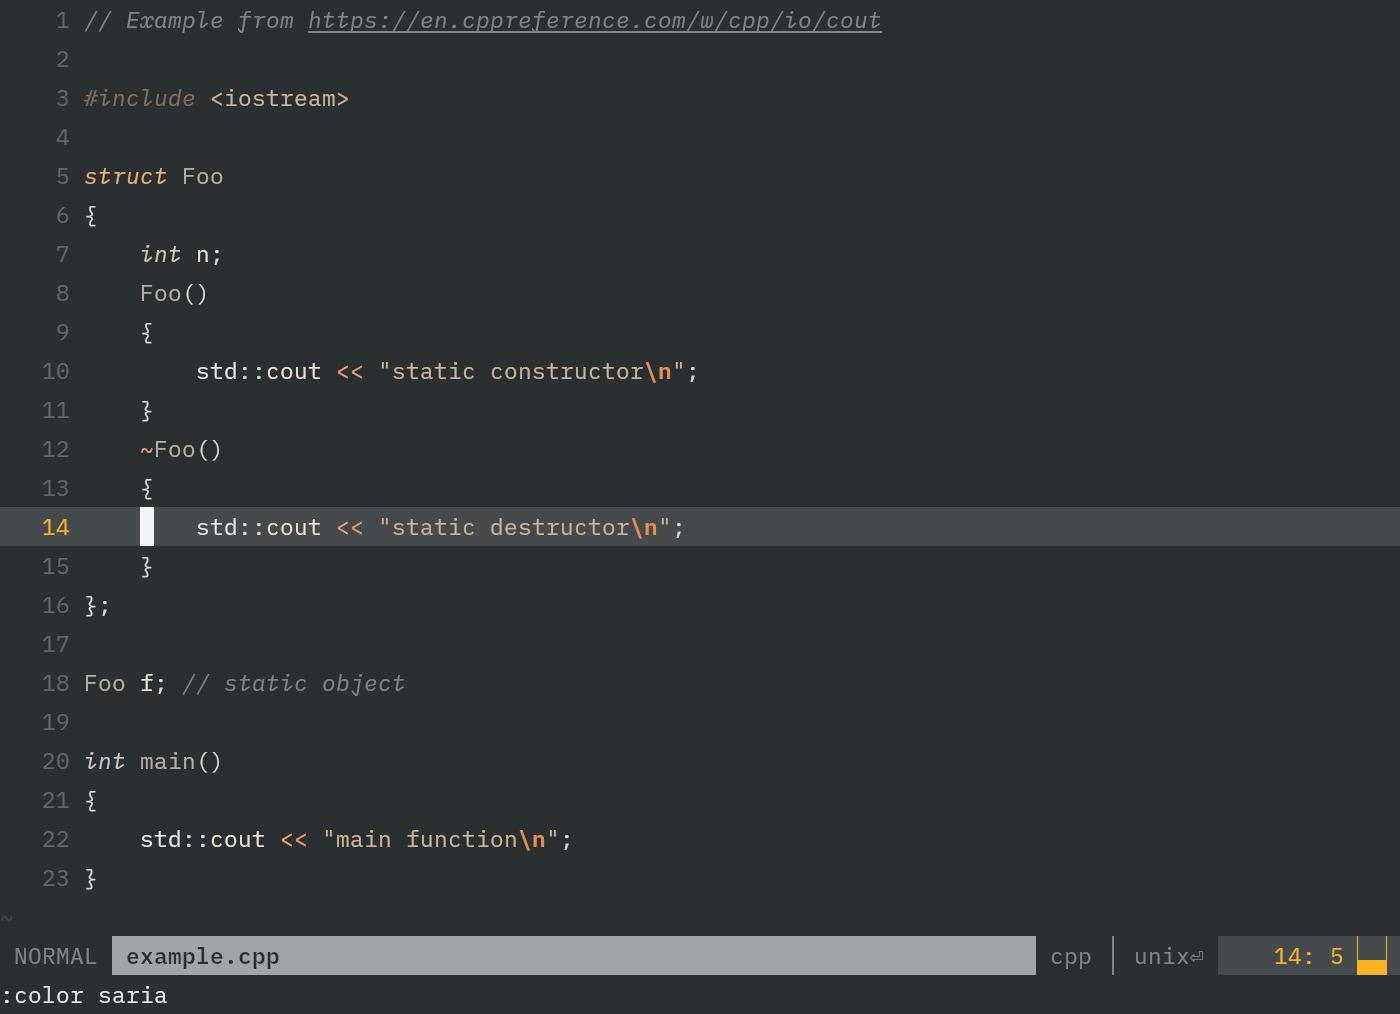 1 // Example from https://en.cppreference.com/w/cpp/io/cout
2
3 #include <iostream>
4
5 struct Foo
6 {
7     int n;
8     Foo()
9     {
10         std::cout << "static constructor\n";
11     }
12     ~Foo()
13     {
14         std::cout << "static destructor\n";
15     }
16 };
17
18 Foo f; // static object
19
20 int main()
21 {
22     std::cout << "main function\n";
23 }
~
NORMAL example.cpp cpp | unix⏎ 14: 5
:color saria